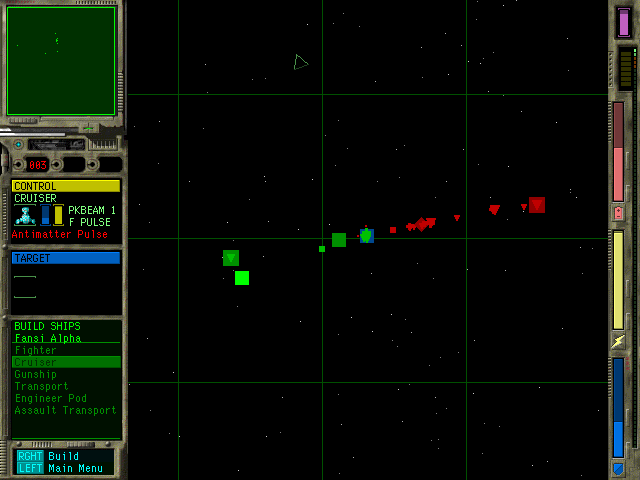 003
CONTROL
CRUISER
PKBEAM 1
F PULSE
Antimatter Pulse
TARGET
BUILD SHIPS
Fansi Alpha
Fighter
Cruiser
Gunship
Transport
Engineer Pod
Assault Transport
RGHT Build
LEFT Main Menu